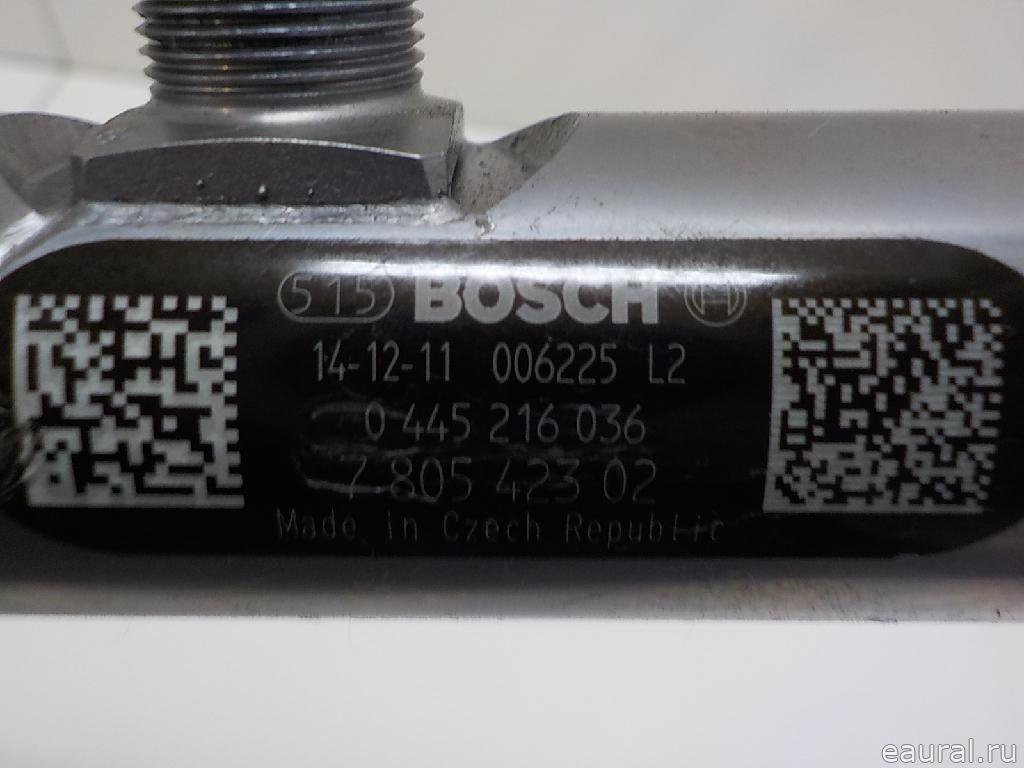 515 BOSCH
14-12-11 006225 L2
0 445 216 036
7 805 423 02
Made in Czech Republic
eaural.ru